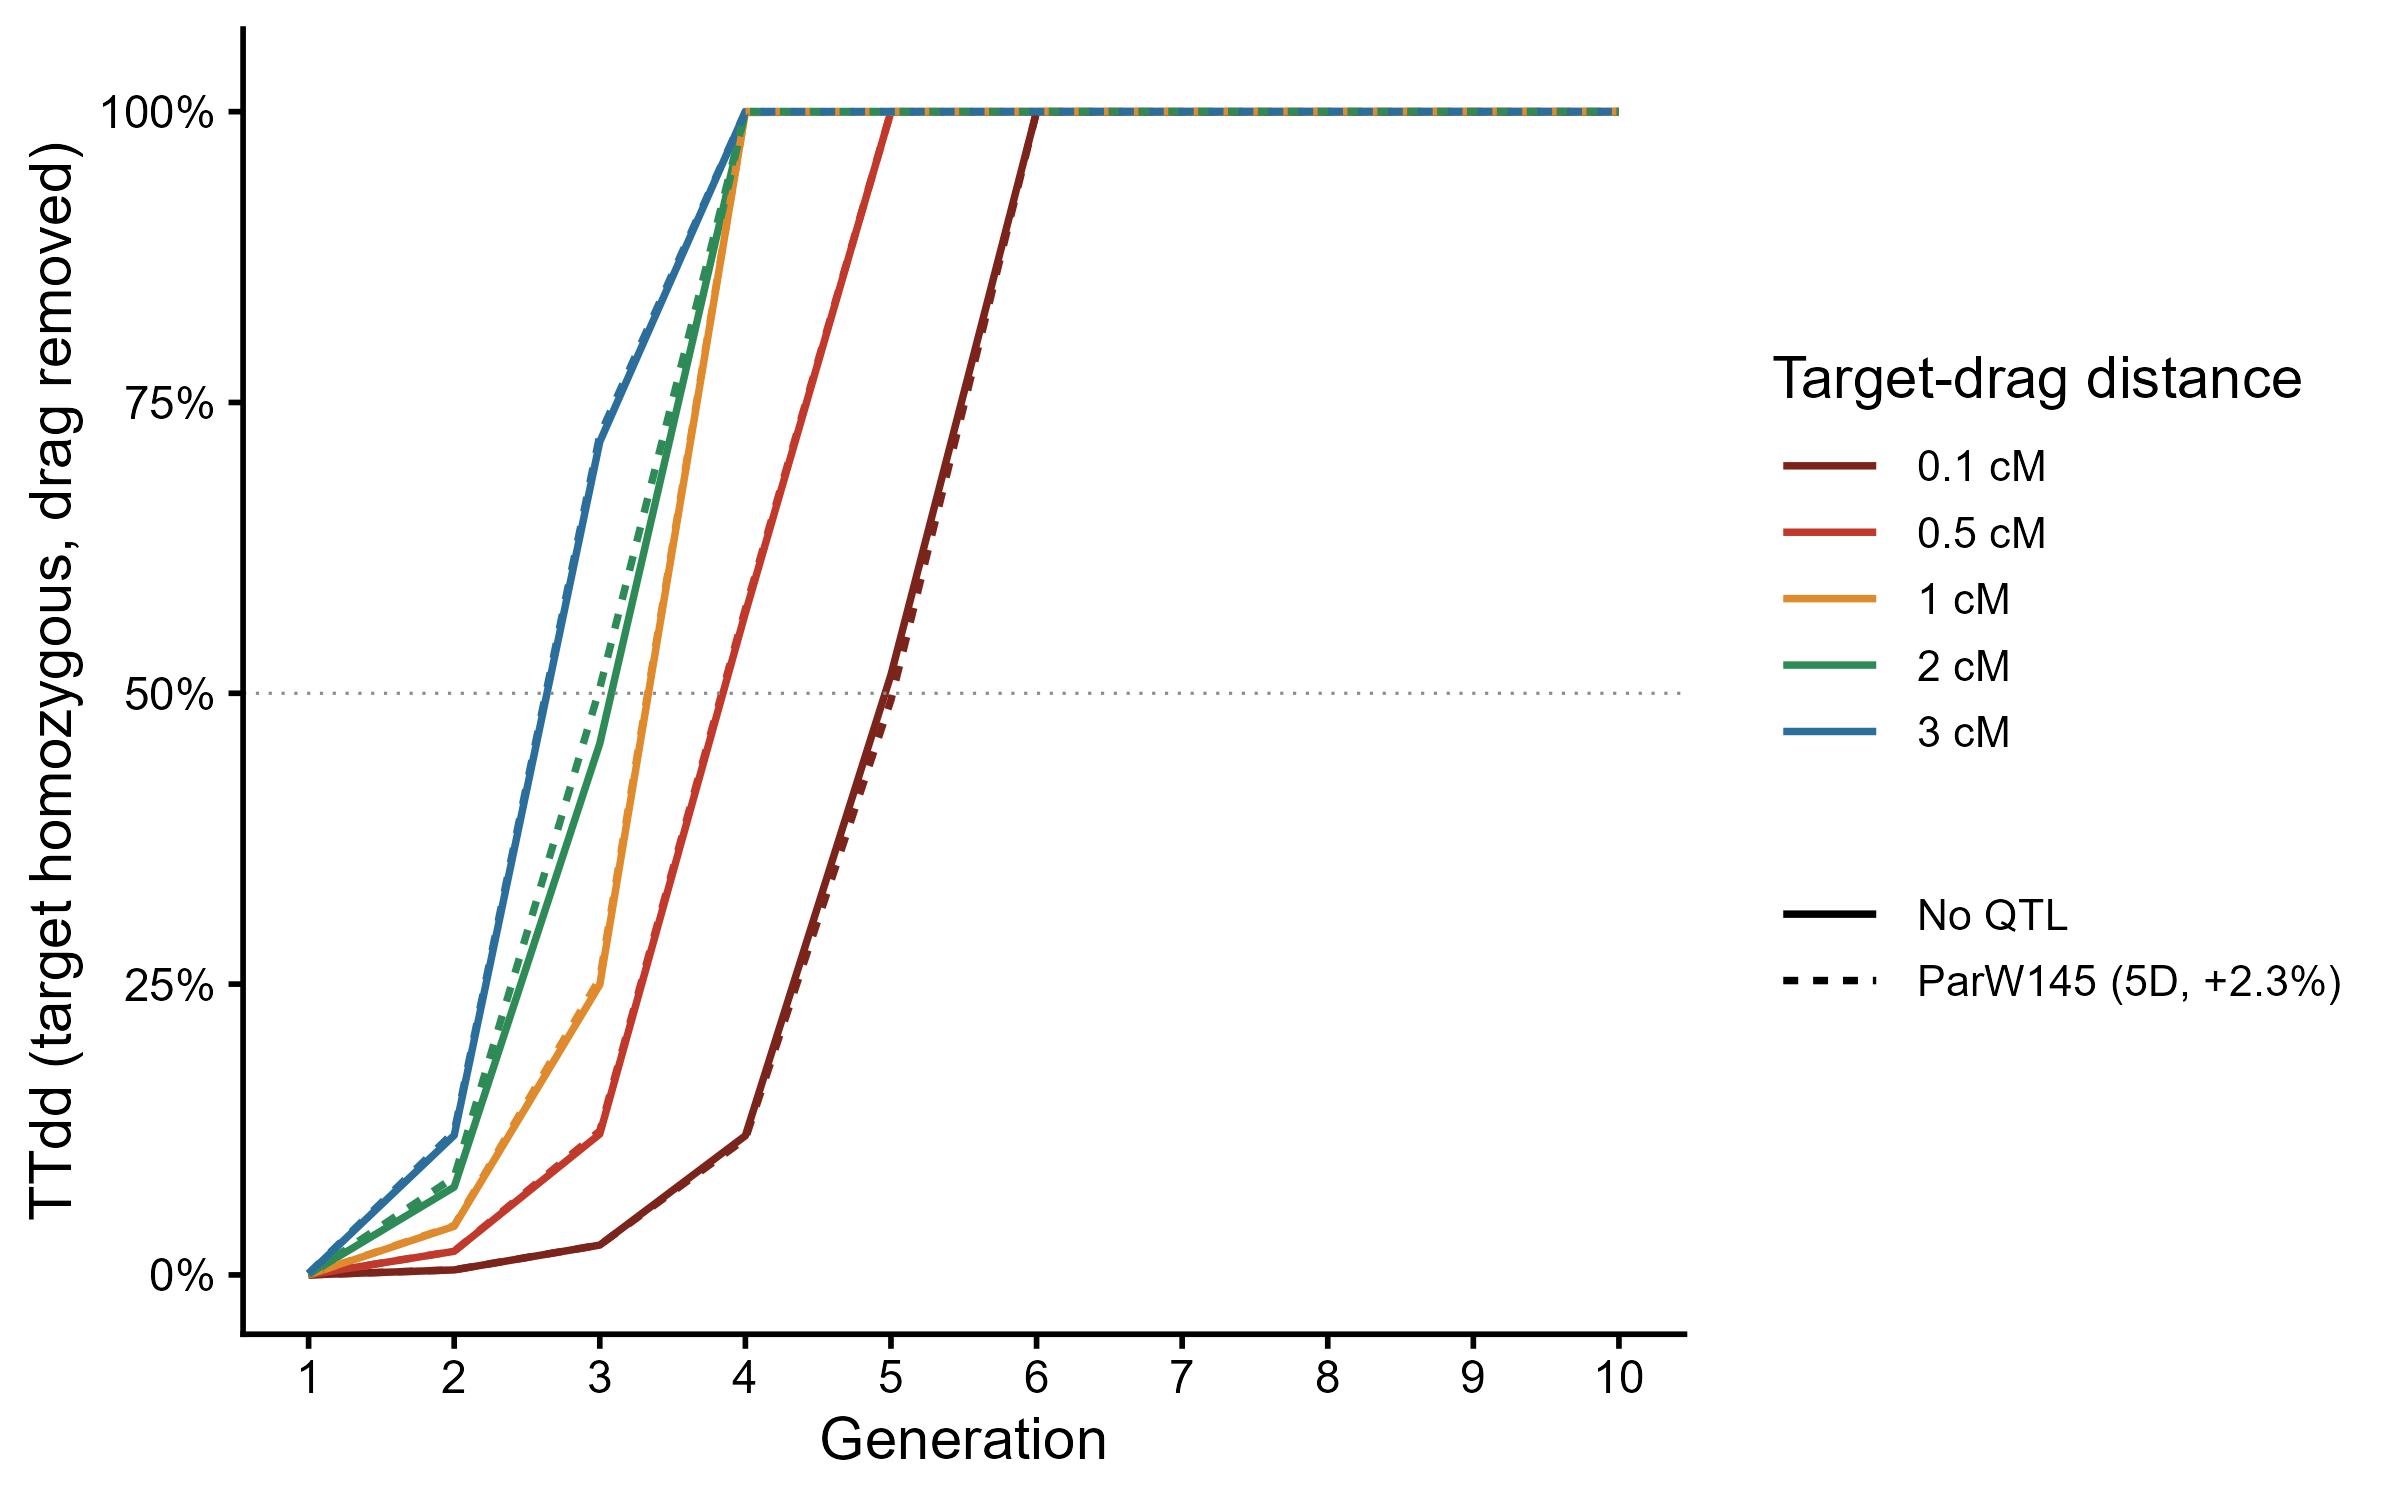 TTdd (target homozygous, drag removed)
100%
75%
50%
25%
0%
1 2 3 4 5 6 7 8 9 10
Generation
Target-drag distance
0.1 cM
0.5 cM
1 cM
2 cM
3 cM
No QTL
ParW145 (5D, +2.3%)